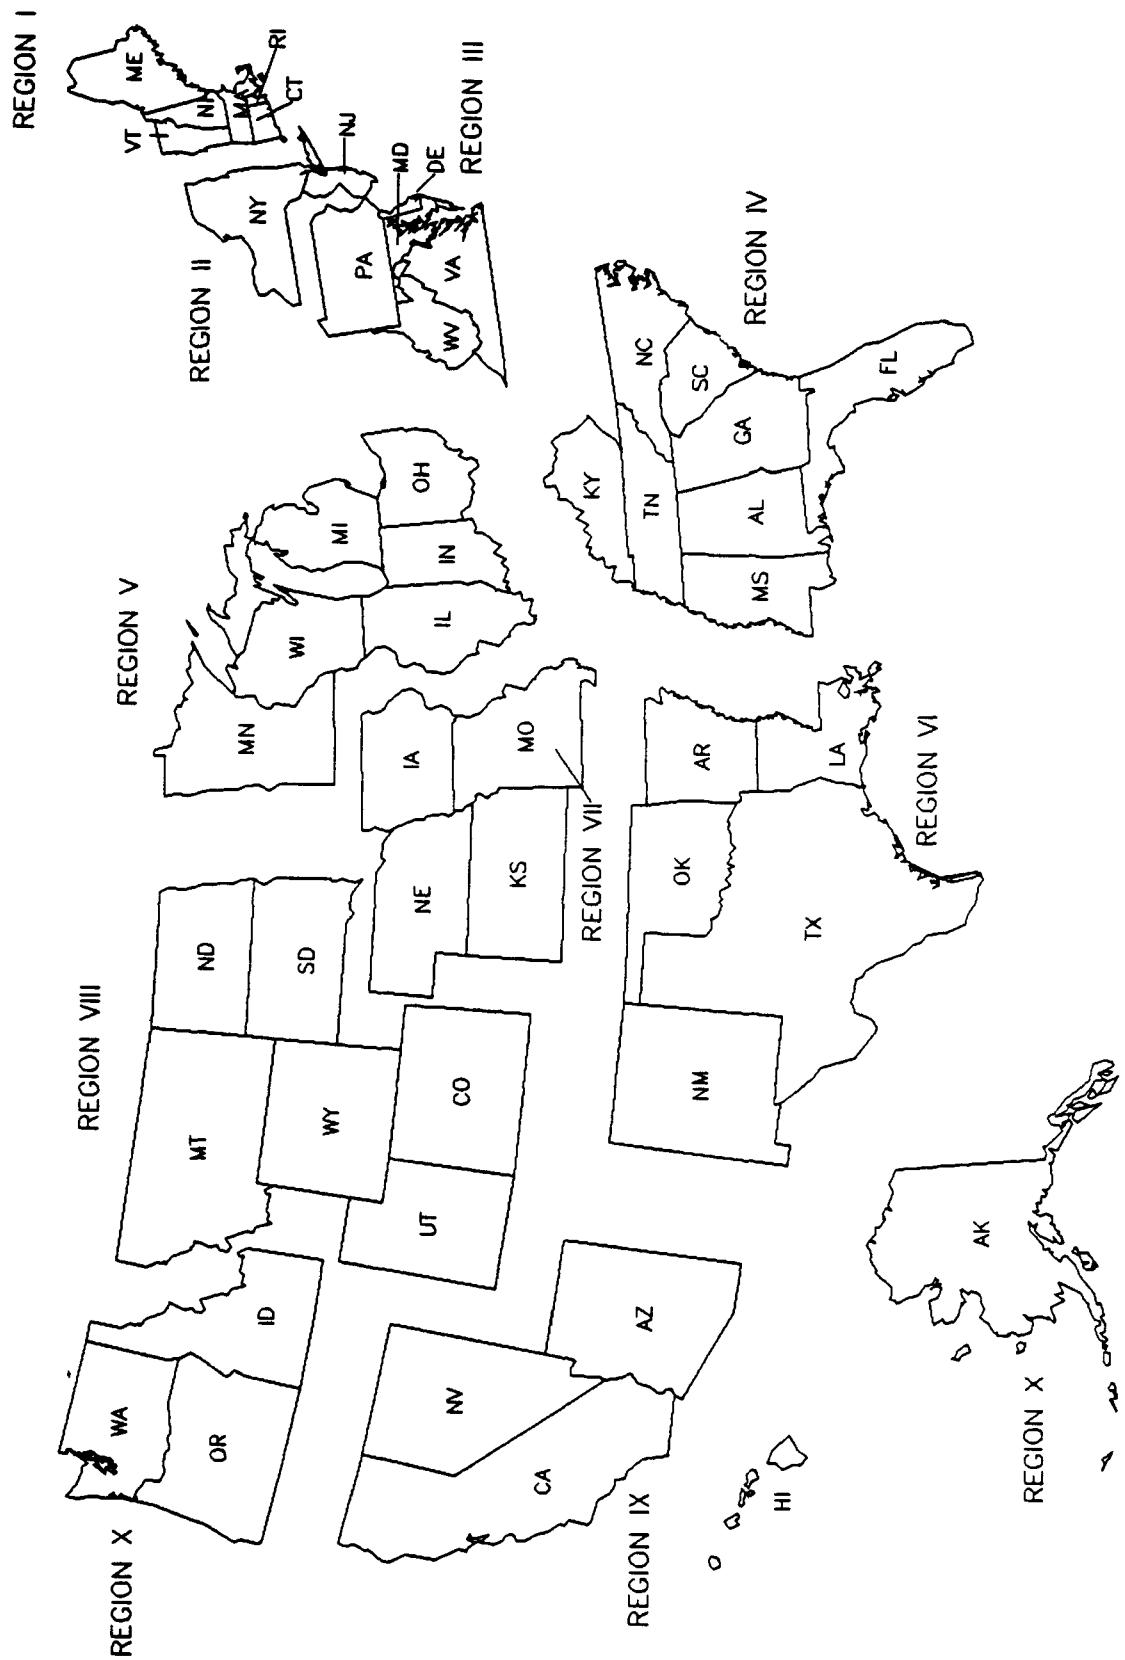 REGION I
ME
VT
NH
MA
RI
CT
REGION II
NY
NJ
REGION III
PA
MD
DE
WV
VA
REGION IV
KY
TN
NC
SC
GA
AL
MS
FL
REGION V
MN
WI
MI
IL
IN
OH
REGION VI
NM
TX
OK
AR
LA
REGION VII
NE
KS
IA
MO
REGION VIII
MT
ND
SD
WY
UT
CO
REGION IX
CA
NV
AZ
HI
REGION X
WA
OR
ID
REGION X
AK